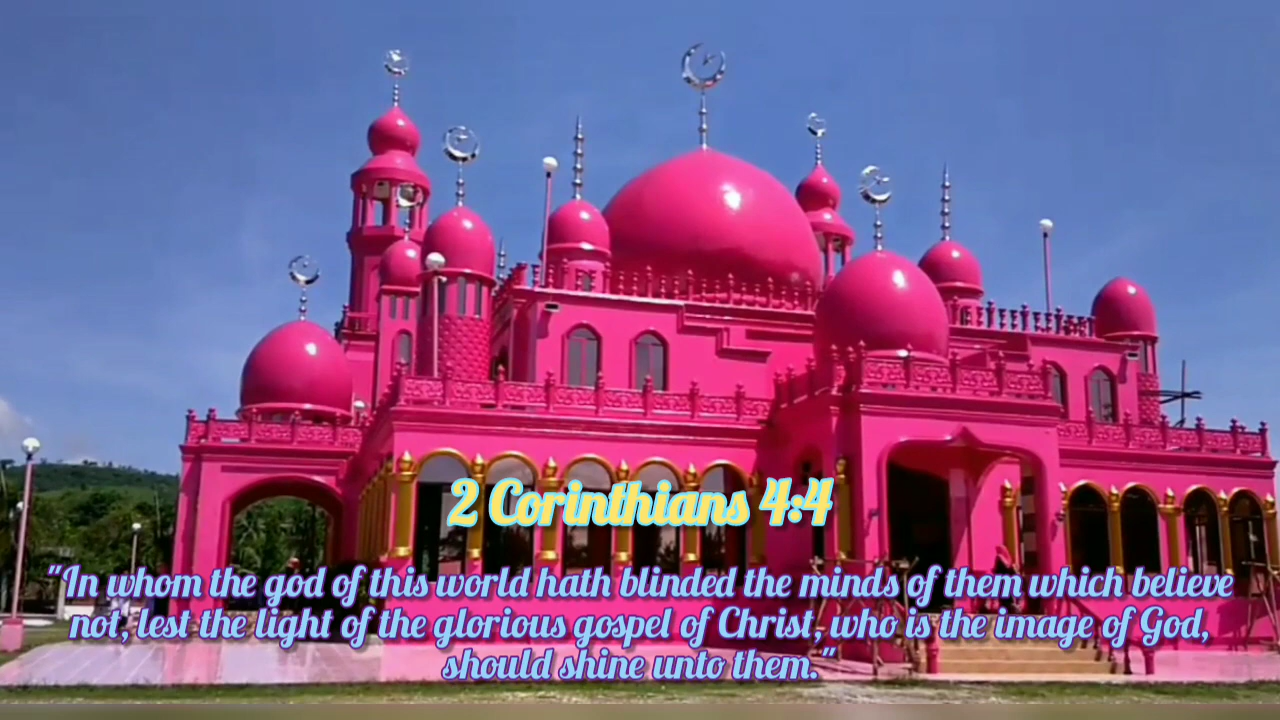 2 Corinthians 4:4
"In whom the god of this world hath blinded the minds of them which believe
not, lest the light of the glorious gospel of Christ, who is the image of God,
should shine unto them."